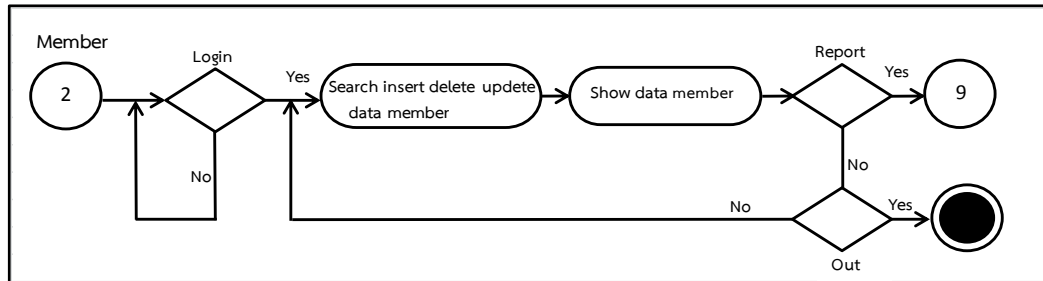 Member
2
Login
Yes
No
Search insert delete updete
data member
Show data member
Report
Yes
9
No
No
Yes
Out